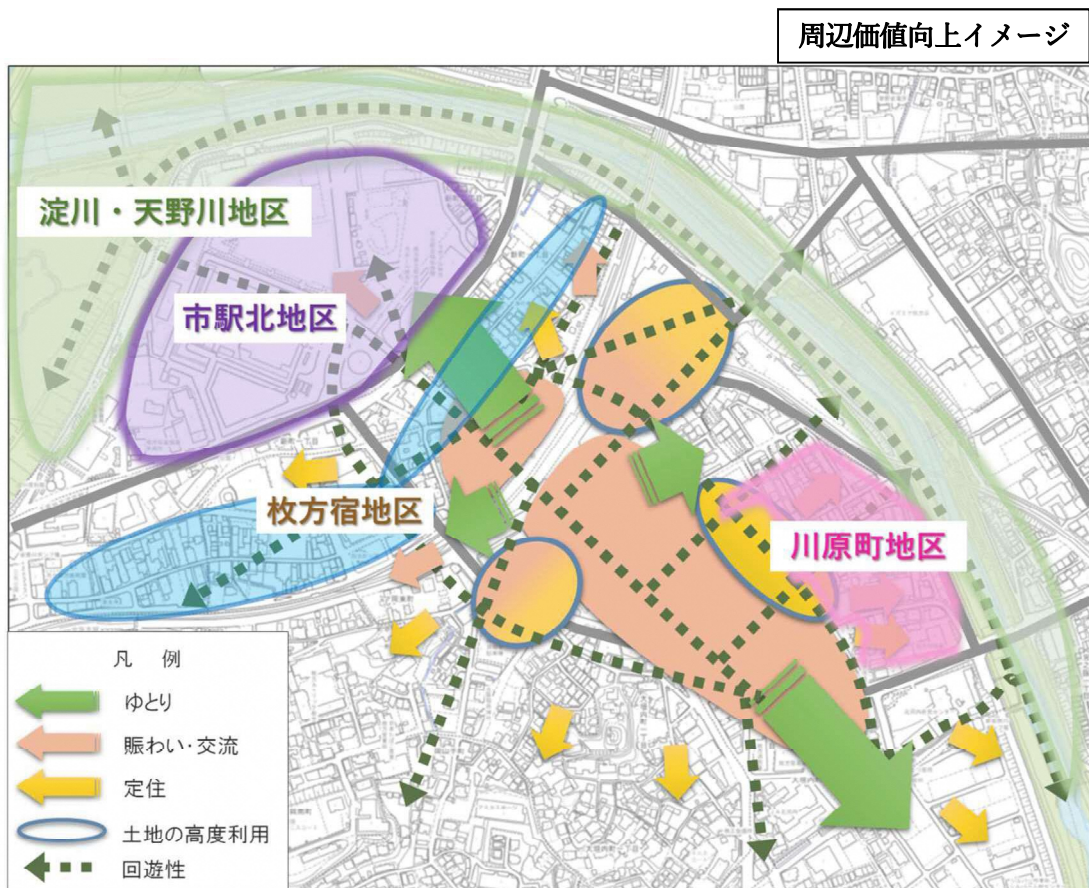 周辺価値向上イメージ
淀川・天野川地区
市駅北地区
枚方宿地区
川原町地区
凡 例
ゆとり
賑わい・交流
定住
土地の高度利用
回遊性